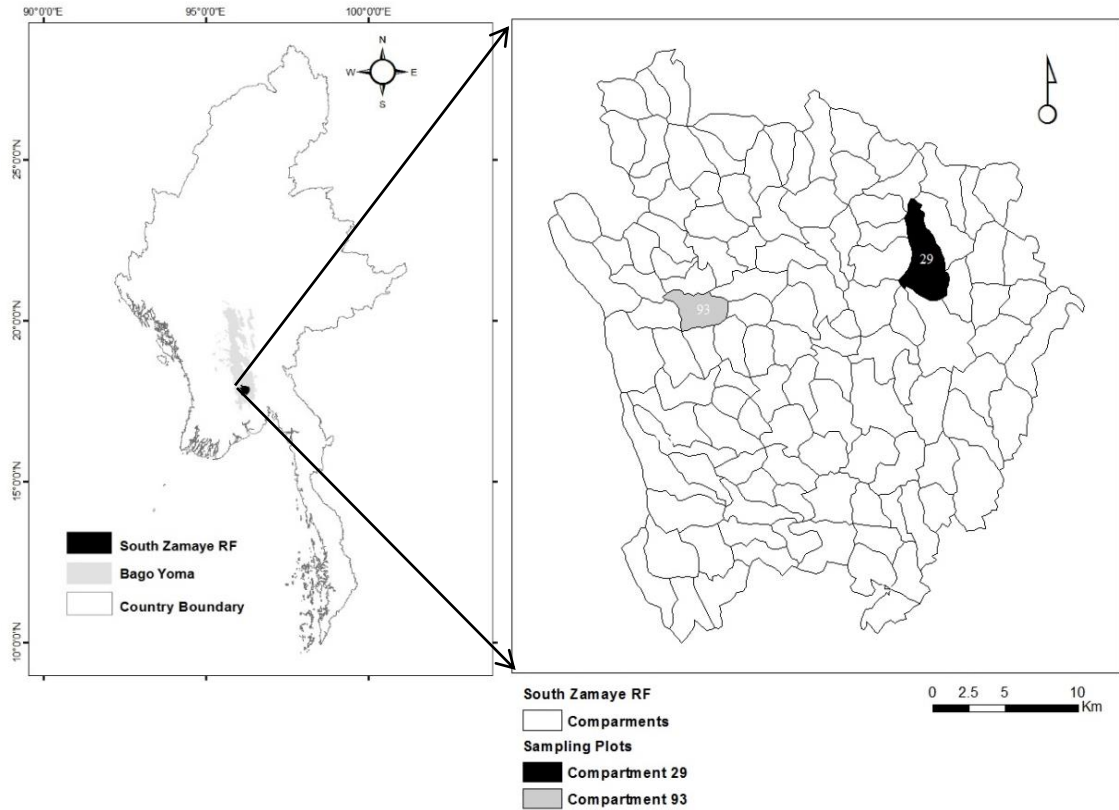 90°0'0"E
95°0'0"E
100°0'0"E
N
W
E
S
25°0'0"N
20°0'0"N
15°0'0"N
10°0'0"N
South Zamaye RF
Bago Yoma
Country Boundary
29
93
South Zamaye RF
Comparments
Sampling Plots
Compartment 29
Compartment 93
0 2.5 5 10
Km